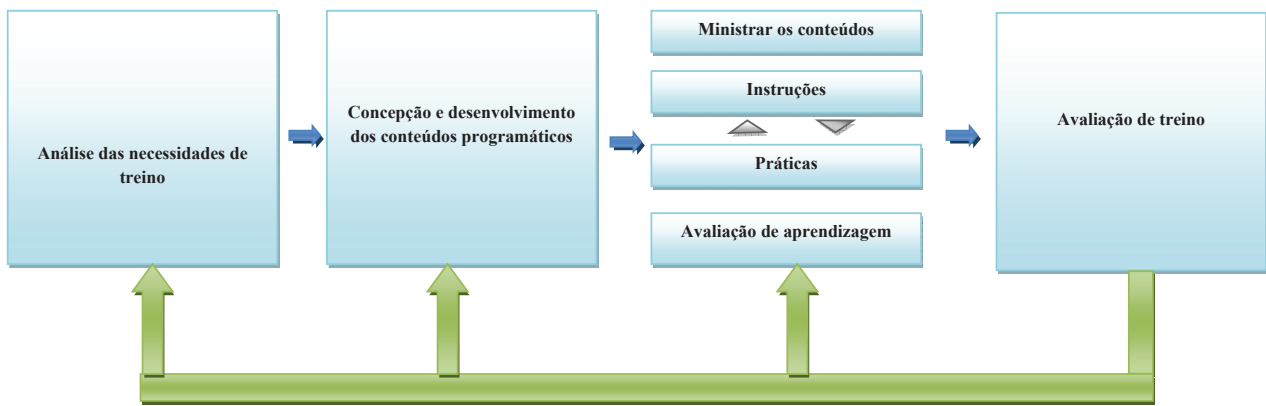 Análise das necessidades de
treino
Concepção e desenvolvimento
dos conteúdos programáticos
Ministrar os conteúdos
Instruções
Práticas
Avaliação de aprendizagem
Avaliação de treino